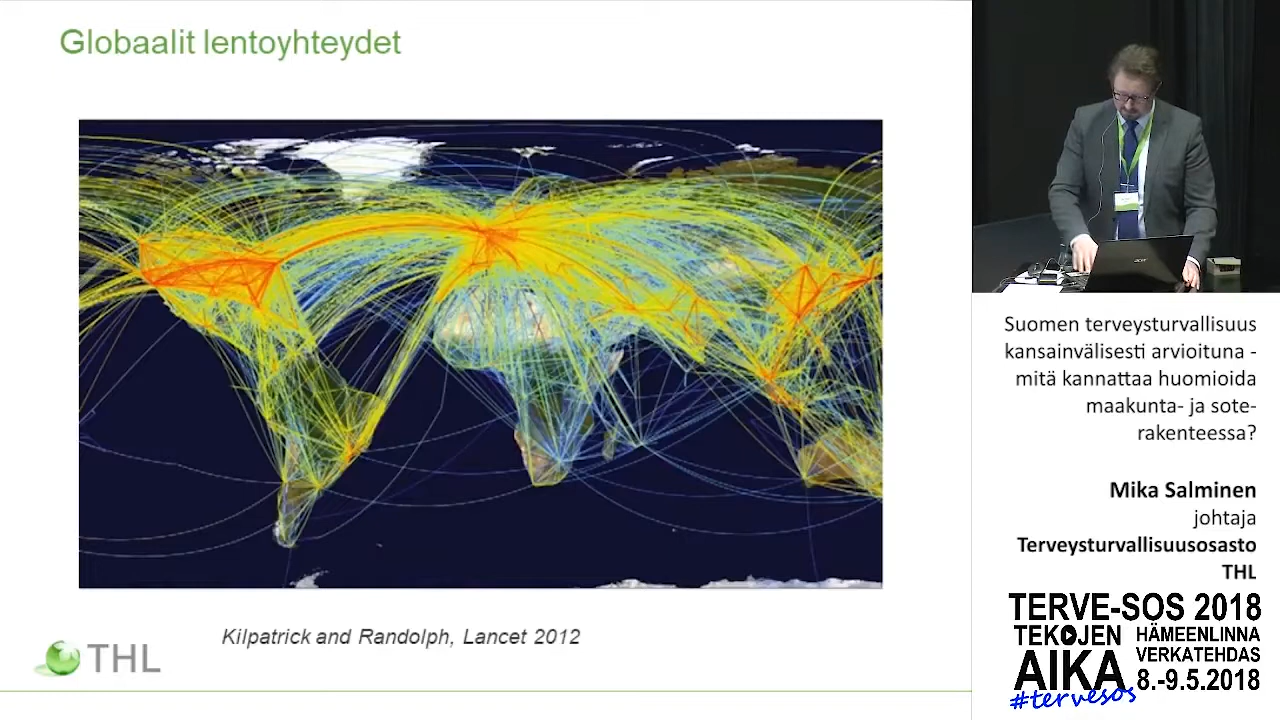 Globaalit lentoyhteydet
Kilpatrick and Randolph, Lancet 2012
THL
Suomen terveysturvallisuus
kansainvälisesti arvioituna -
mitä kannattaa huomioida
maakunta- ja sote-
rakenteessa?
Mika Salminen
johtaja
Terveysturvallisuusosasto
THL
TERVE-SOS 2018
TEKOJEN
AIKA
HÄMEENLINNA
VERKATEHDAS
8.-9.5.2018
#tervesos
acer